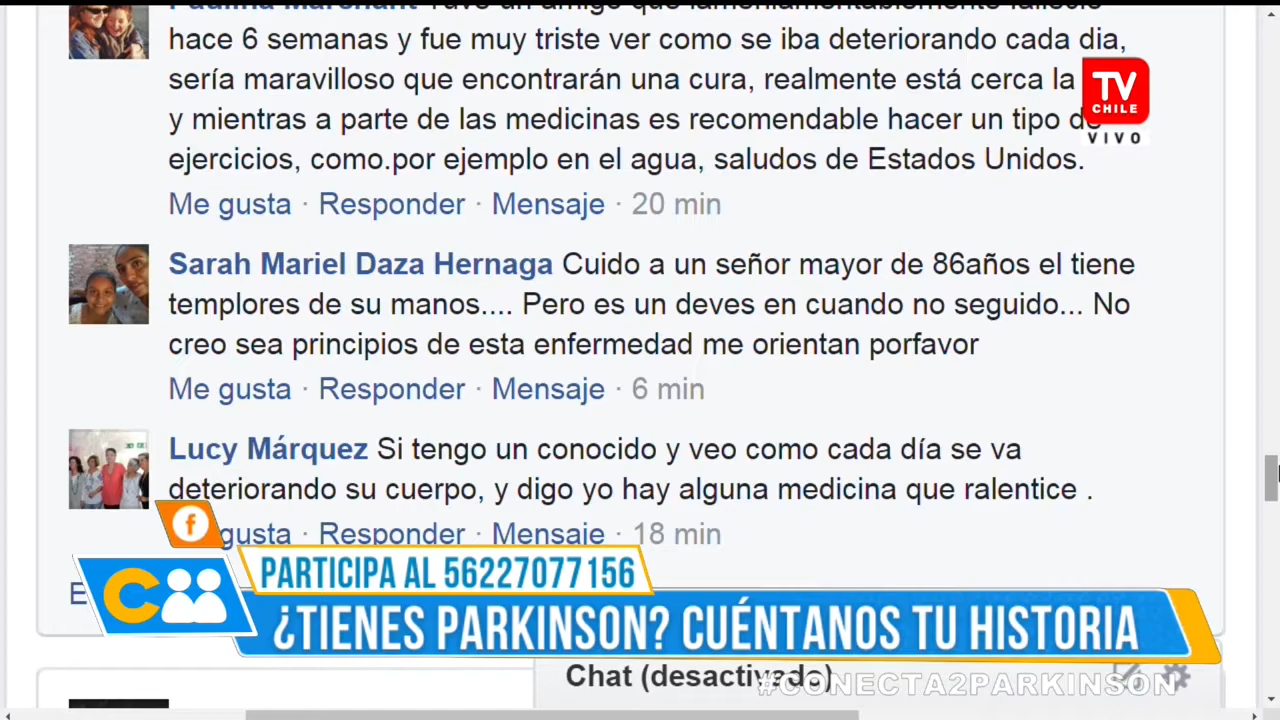 Paulina Marchant Tuve un amigo que lamentablemente falleció
hace 6 semanas y fue muy triste ver como se iba deteriorando cada dia,
sería maravilloso que encontrarán una cura, realmente está cerca la
y mientras a parte de las medicinas es recomendable hacer un tipo de
ejercicios, como.por ejemplo en el agua, saludos de Estados Unidos.
Me gusta · Responder · Mensaje · 20 min
TV
CHILE
VIVO
Sarah Mariel Daza Hernaga Cuido a un señor mayor de 86años el tiene
templores de su manos.... Pero es un deves en cuando no seguido... No
creo sea principios de esta enfermedad me orientan porfavor
Me gusta · Responder · Mensaje · 6 min
Lucy Márquez Si tengo un conocido y veo como cada día se va
deteriorando su cuerpo, y digo yo hay alguna medicina que ralentice .
gusta · Responder · Mensaje · 18 min
f
PARTICIPA AL 56227077156
C
¿TIENES PARKINSON? CUÉNTANOS TU HISTORIA
Chat (desactivado)
#CONECTA2PARKINSON